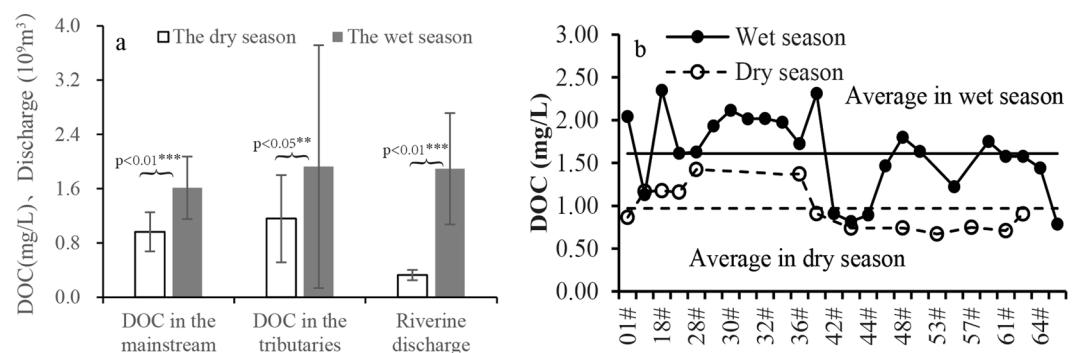 a
The dry season
The wet season
DOC(mg/L)、Discharge (10⁹m³)
4.0
3.2
2.4
1.6
0.8
0.0
p<0.01***
p<0.05**
p<0.01***
DOC in the mainstream
DOC in the tributaries
Riverine discharge
b
Wet season
Dry season
DOC (mg/L)
3.00
2.50
2.00
1.50
1.00
0.50
0.00
Average in wet season
Average in dry season
01#
18#
28#
30#
32#
36#
42#
44#
48#
53#
57#
61#
64#